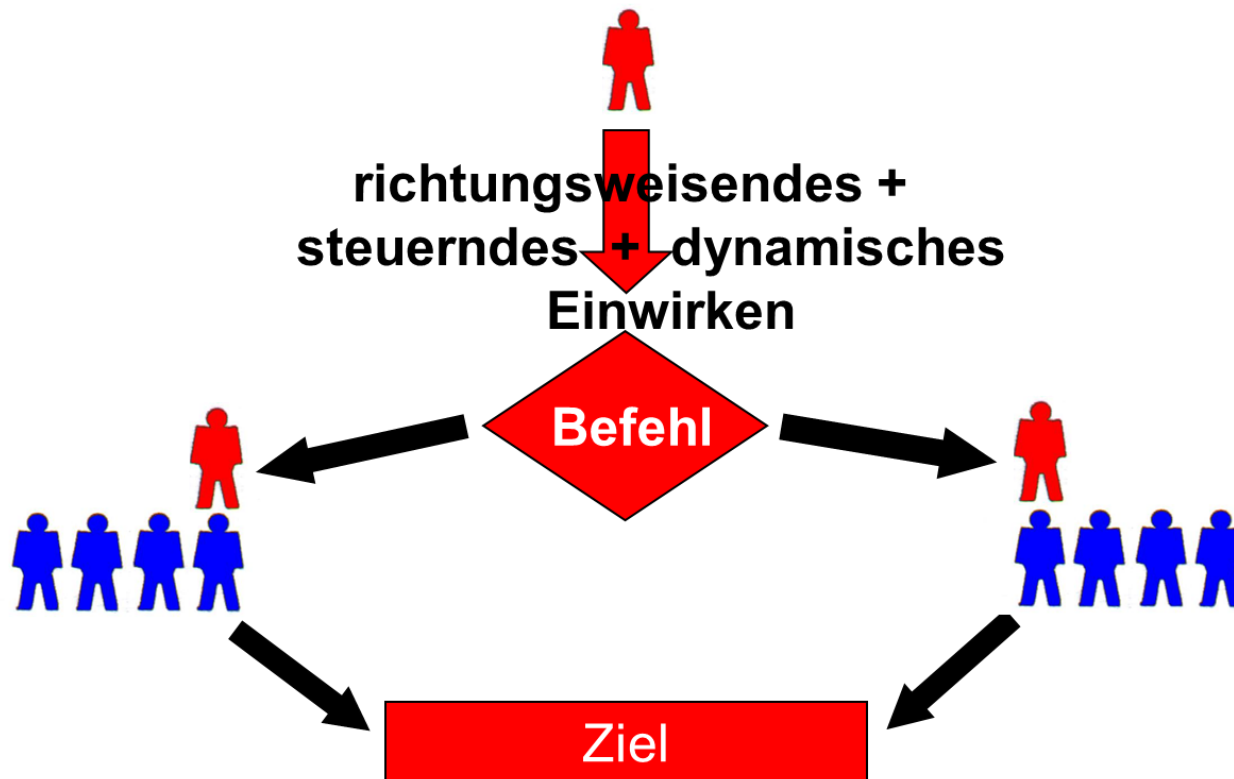 richtungsweisendes +
steuerndes + dynamisches
Einwirken
Befehl
Ziel